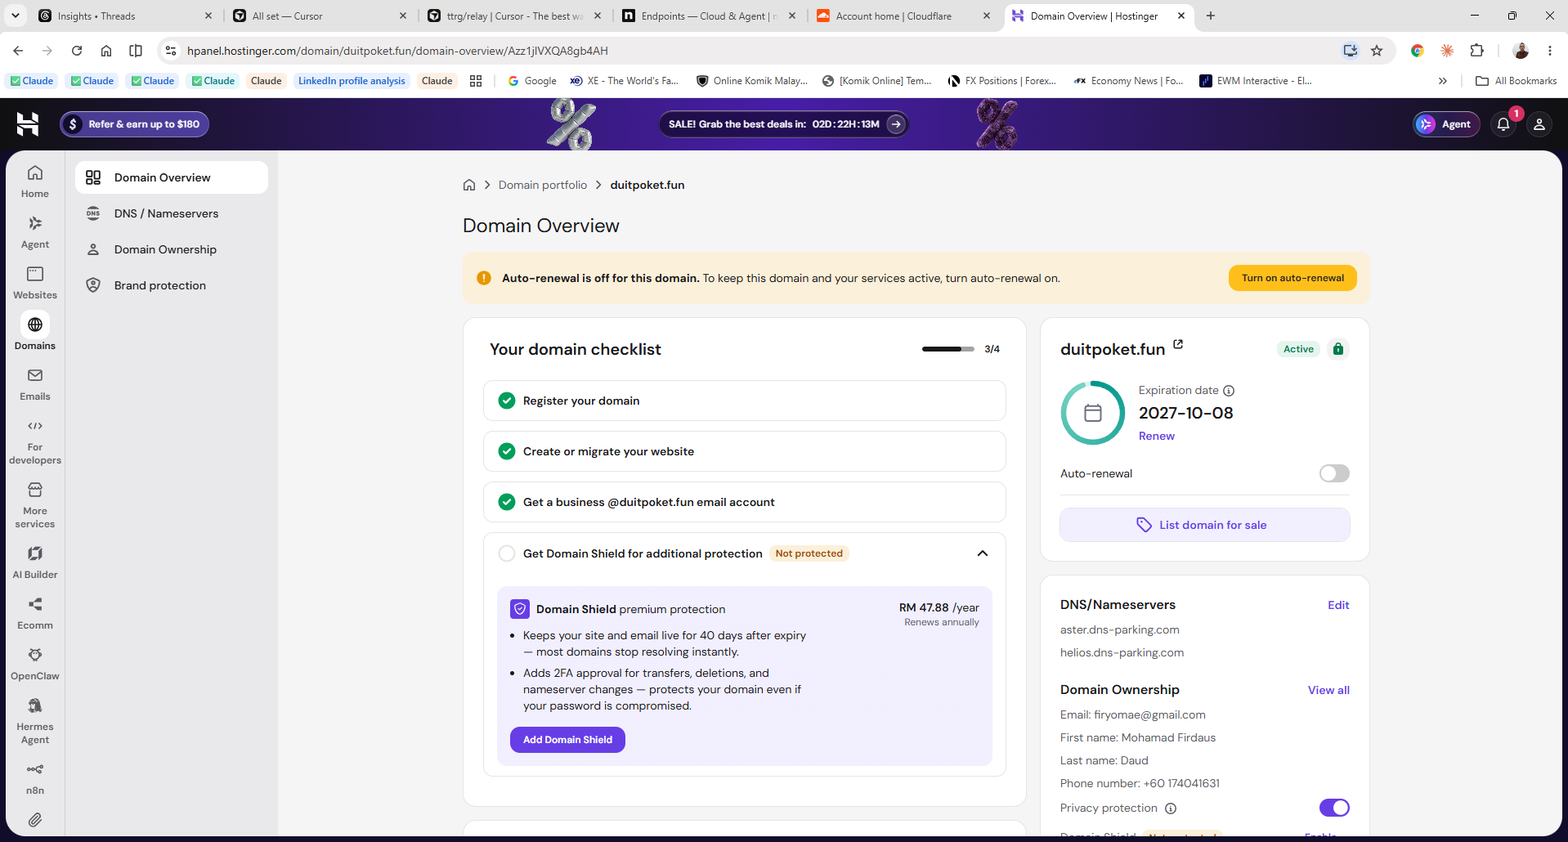 Insights • Threads
All set — Cursor
ttrg/relay | Cursor - The best wa
Endpoints — Cloud & Agent | n
Account home | Cloudflare
Domain Overview | Hostinger
hpanel.hostinger.com/domain/duitpoket.fun/domain-overview/Azz1jIVXQA8gb4AH
Claude
Claude
Claude
Claude
Claude
LinkedIn profile analysis
Claude
Google
XE - The World's Fa...
Online Komik Malay...
[Komik Online] Tem...
FX Positions | Forex...
Economy News | Fo...
EWM Interactive - El...
All Bookmarks
Refer & earn up to $180
SALE! Grab the best deals in: 02D : 22H : 13M
Agent
1
Home
Agent
Websites
Domains
Emails
For
developers
More
services
AI Builder
Ecomm
OpenClaw
Hermes
Agent
n8n
Domain Overview
DNS / Nameservers
Domain Ownership
Brand protection
Domain portfolio
duitpoket.fun
Domain Overview
Auto-renewal is off for this domain. To keep this domain and your services active, turn auto-renewal on.
Turn on auto-renewal
Your domain checklist
3/4
Register your domain
Create or migrate your website
Get a business @duitpoket.fun email account
Get Domain Shield for additional protection
Not protected
Domain Shield premium protection
RM 47.88 /year
Renews annually
• Keeps your site and email live for 40 days after expiry
— most domains stop resolving instantly.
• Adds 2FA approval for transfers, deletions, and
nameserver changes — protects your domain even if
your password is compromised.
Add Domain Shield
duitpoket.fun
Active
Expiration date
2027-10-08
Renew
Auto-renewal
List domain for sale
DNS/Nameservers
Edit
aster.dns-parking.com
helios.dns-parking.com
Domain Ownership
View all
Email: firyomae@gmail.com
First name: Mohamad Firdaus
Last name: Daud
Phone number: +60 174041631
Privacy protection